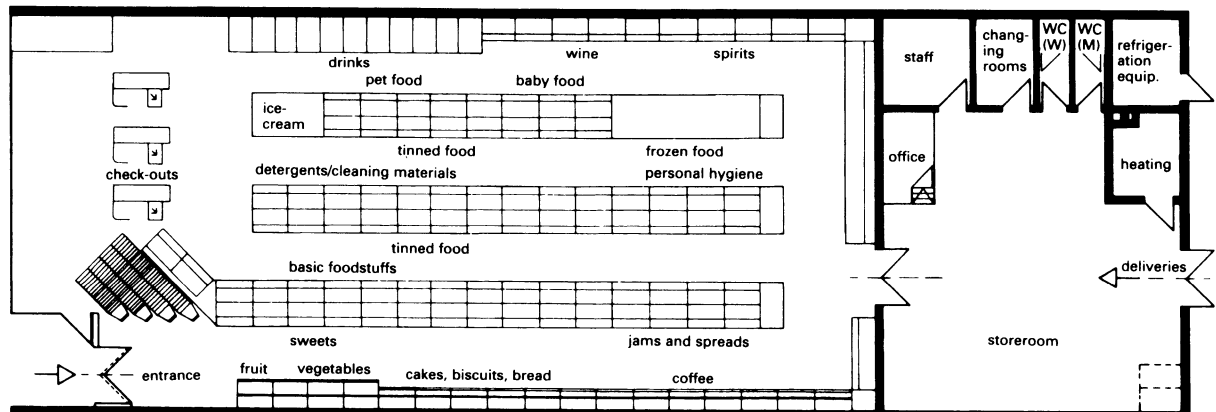 drinks
wine
spirits
pet food
baby food
ice-
cream
tinned food
frozen food
detergents/cleaning materials
personal hygiene
check-outs
tinned food
basic foodstuffs
sweets
jams and spreads
entrance
fruit
vegetables
cakes, biscuits, bread
coffee
staff
chang-
ing
rooms
WC
(W)
WC
(M)
refriger-
ation
equip.
office
heating
deliveries
storeroom